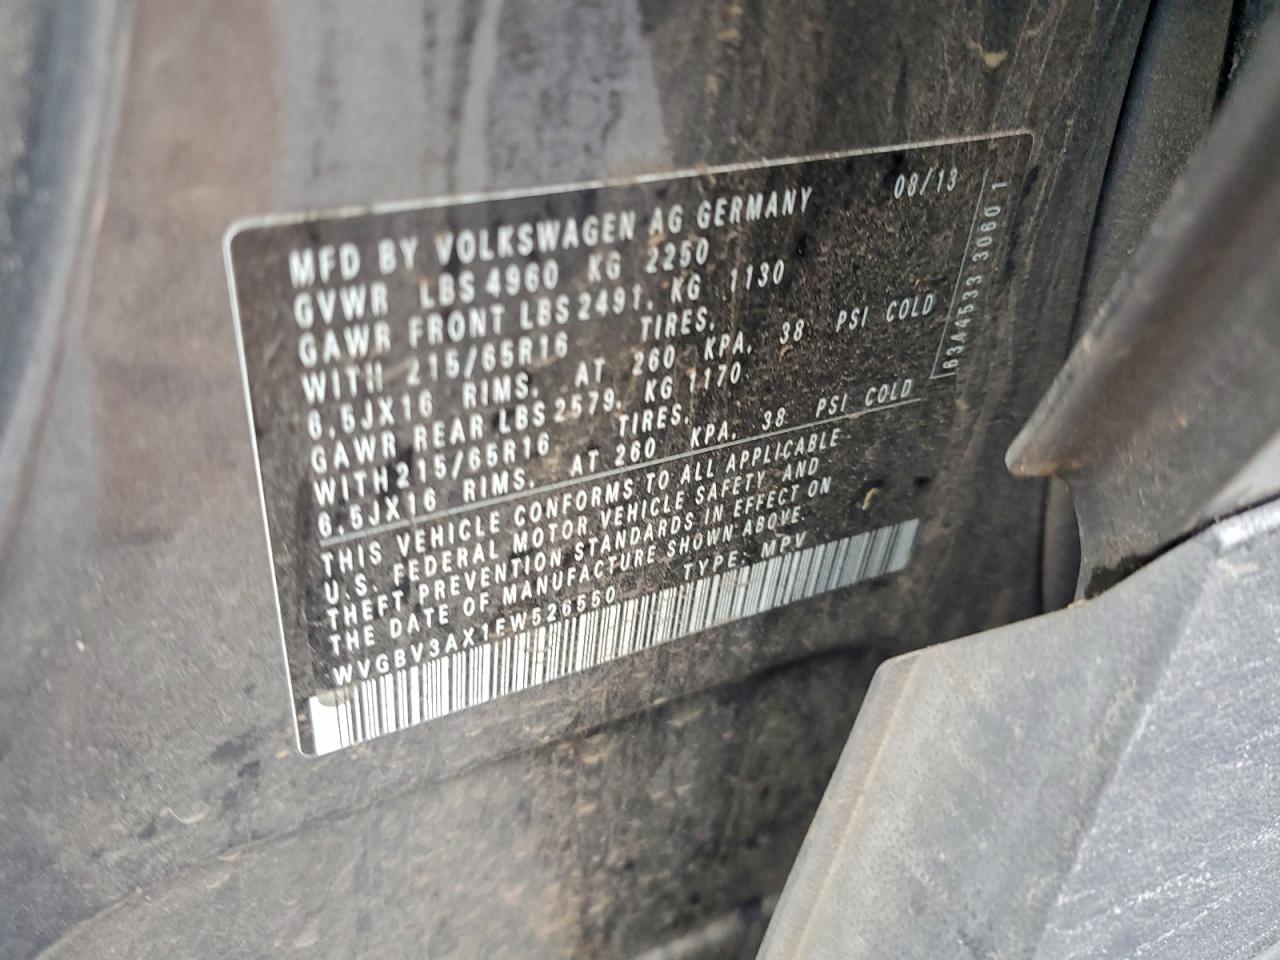 08/13
MFD BY VOLKSWAGEN AG GERMANY
GVWR LBS 4960 KG 2250
GAWR FRONT LBS 2491, KG 1130
WITH 215/65R16 TIRES,
6,5JX16 RIMS, AT 260 KPA, 38 PSI COLD
GAWR REAR LBS 2579, KG 1170
WITH 215/65R16 TIRES,
6,5JX16 RIMS, AT 260 KPA, 38 PSI COLD
THIS VEHICLE CONFORMS TO ALL APPLICABLE
U.S. FEDERAL MOTOR VEHICLE SAFETY AND
THEFT PREVENTION STANDARDS IN EFFECT ON
THE DATE OF MANUFACTURE SHOWN ABOVE.
WVGBV3AX1EW526550 TYPE: MPV